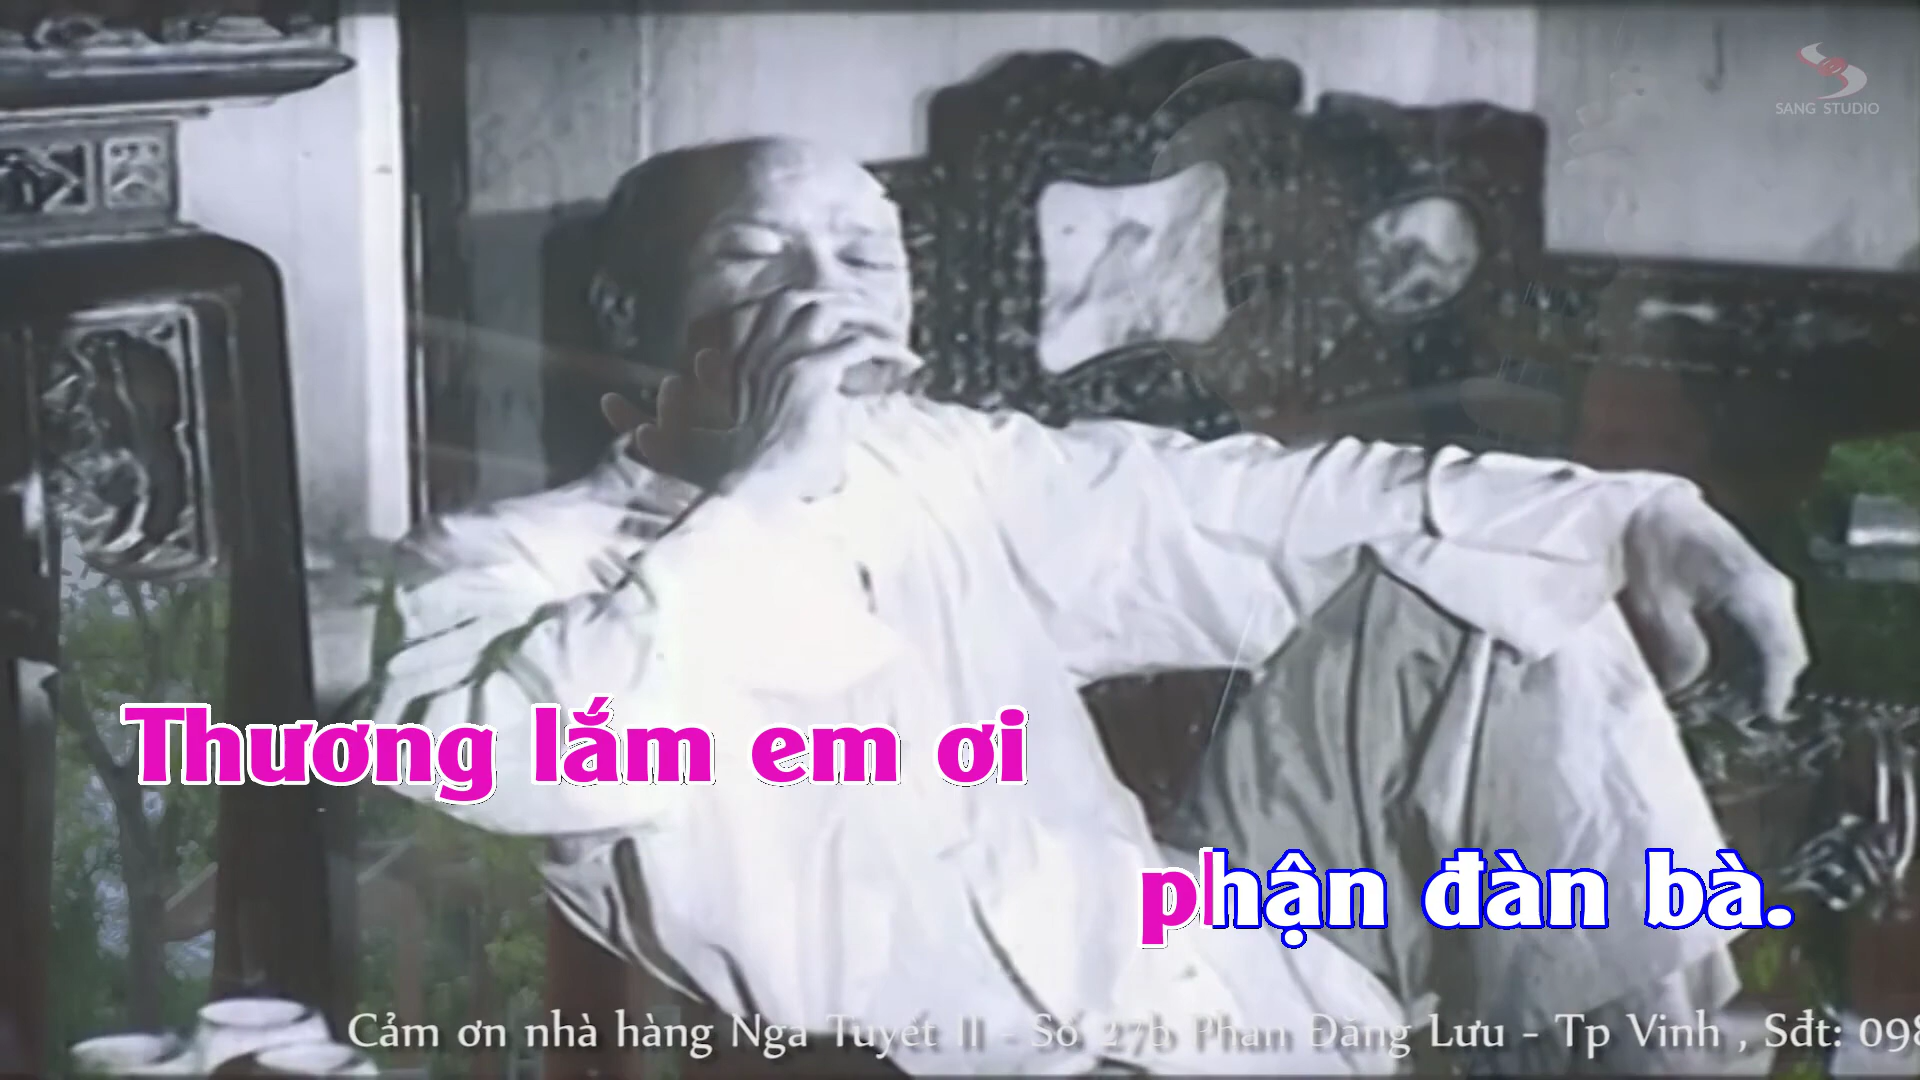 SANG STUDIO
Thương lắm em ơi
phận đàn bà.
Cảm ơn nhà hàng Nga Tuyết II - Số 27b Phan Đăng Lưu - Tp Vinh , Sđt: 098